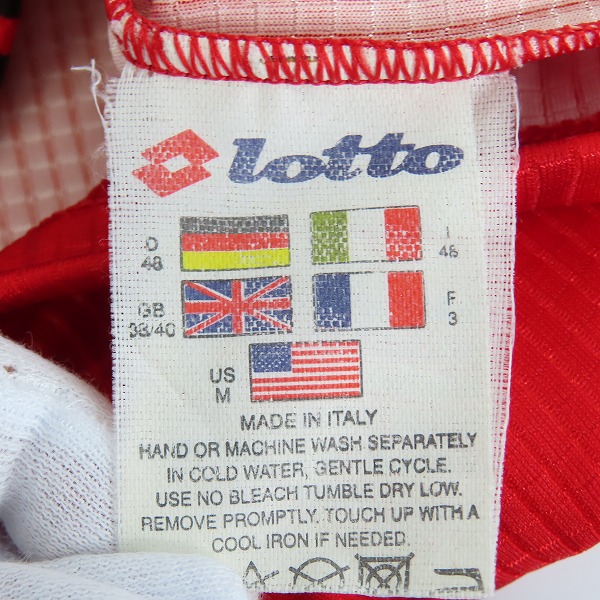 lotto
D
48
I
48
GB
38/40
F
3
US
M
MADE IN ITALY
HAND OR MACHINE WASH SEPARATELY
IN COLD WATER, GENTLE CYCLE.
USE NO BLEACH TUMBLE DRY LOW.
REMOVE PROMPTLY. TOUCH UP WITH A
COOL IRON IF NEEDED.